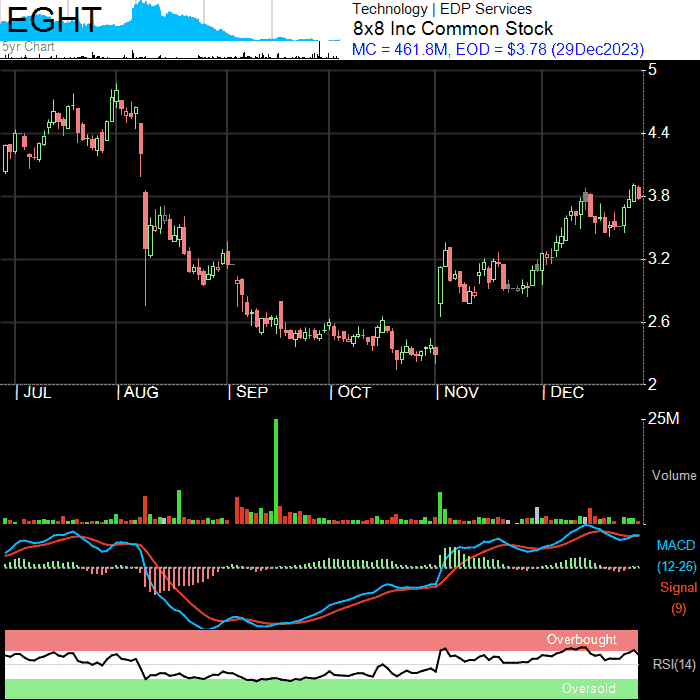 EGHT
5yr Chart
Technology | EDP Services
8x8 Inc Common Stock
MC = 461.8M, EOD = $3.78 (29Dec2023)
5
4.4
3.8
3.2
2.6
2
JUL AUG SEP OCT NOV DEC
25M
Volume
MACD
(12-26)
Signal
(9)
Overbought
RSI(14)
Oversold